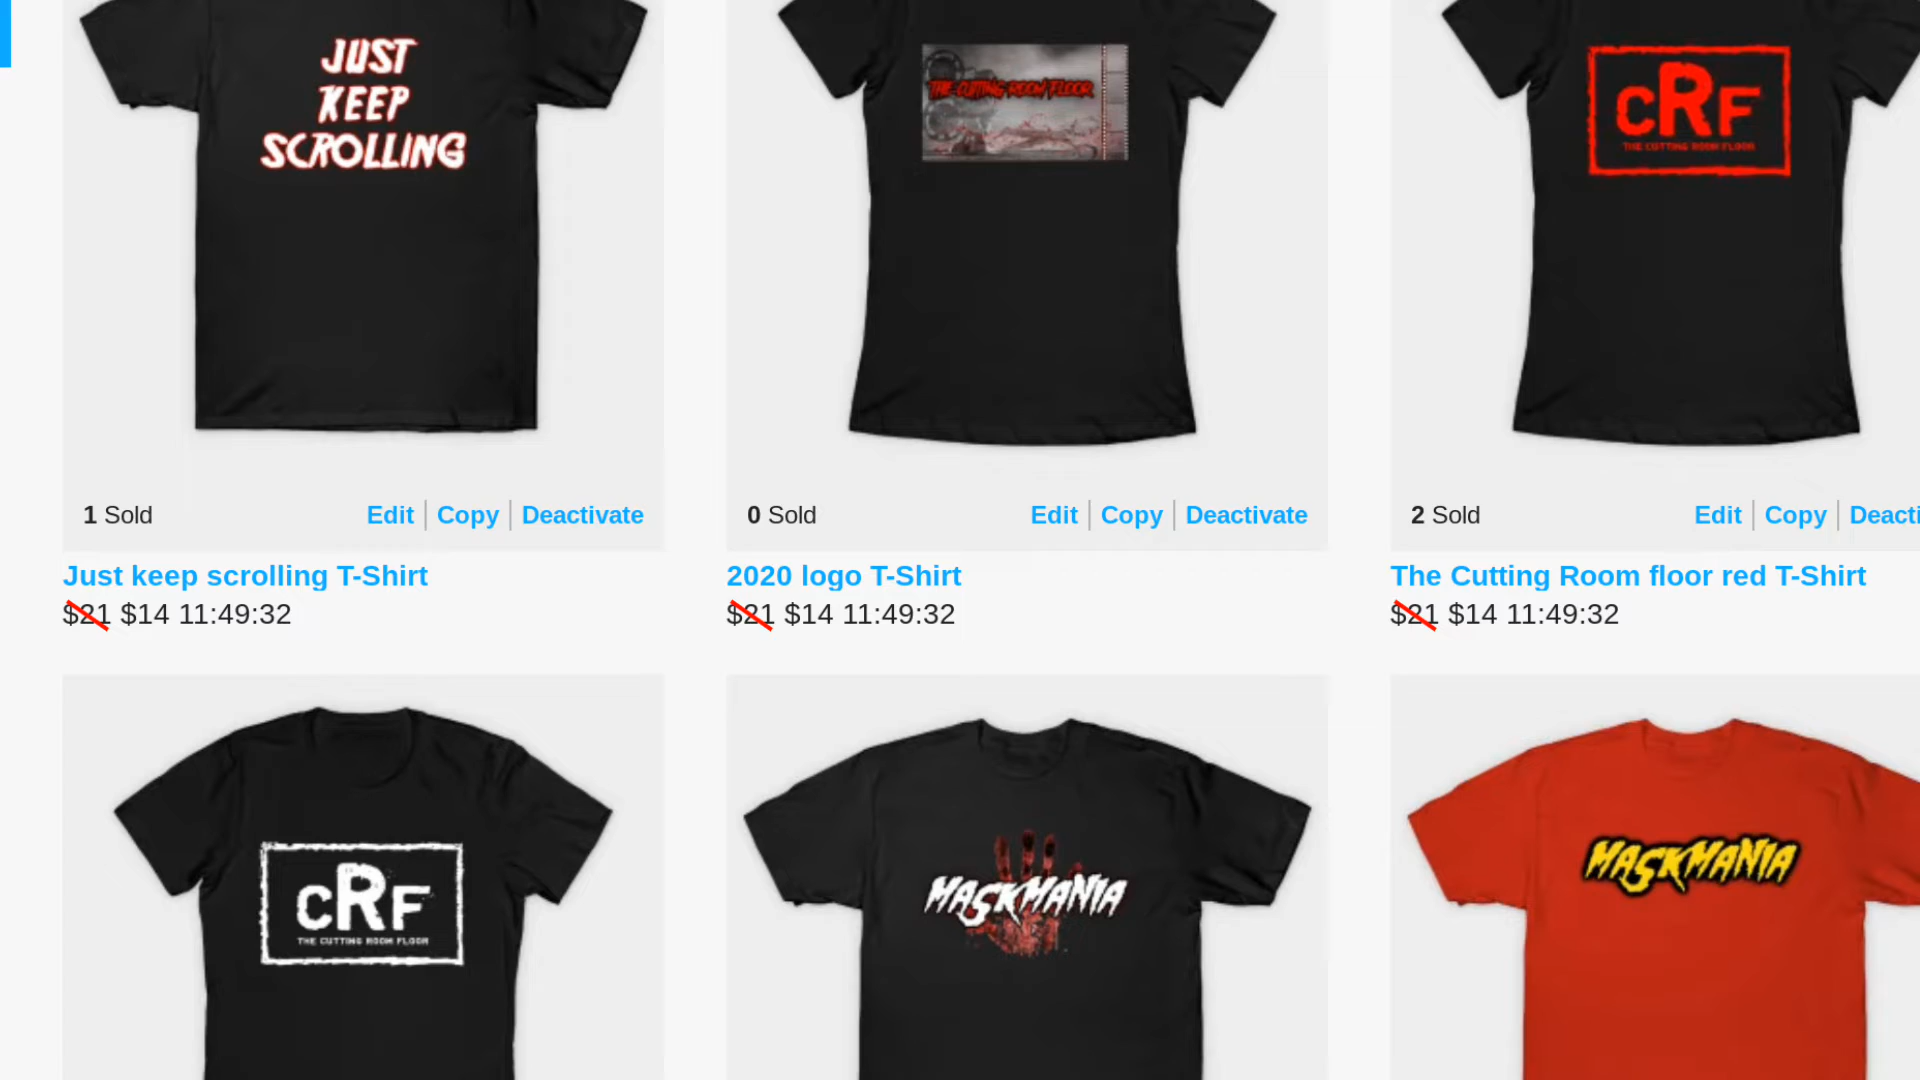 JUST
KEEP
SCROLLING
THE CUTTING ROOM FLOOR
CRF
THE CUTTING ROOM FLOOR
1 Sold Edit Copy Deactivate
0 Sold Edit Copy Deactivate
2 Sold Edit Copy Deacti
Just keep scrolling T-Shirt
$21 $14 11:49:32
2020 logo T-Shirt
$21 $14 11:49:32
The Cutting Room floor red T-Shirt
$21 $14 11:49:32
CRF
THE CUTTING ROOM FLOOR
MASKMANIA
MASKMANIA